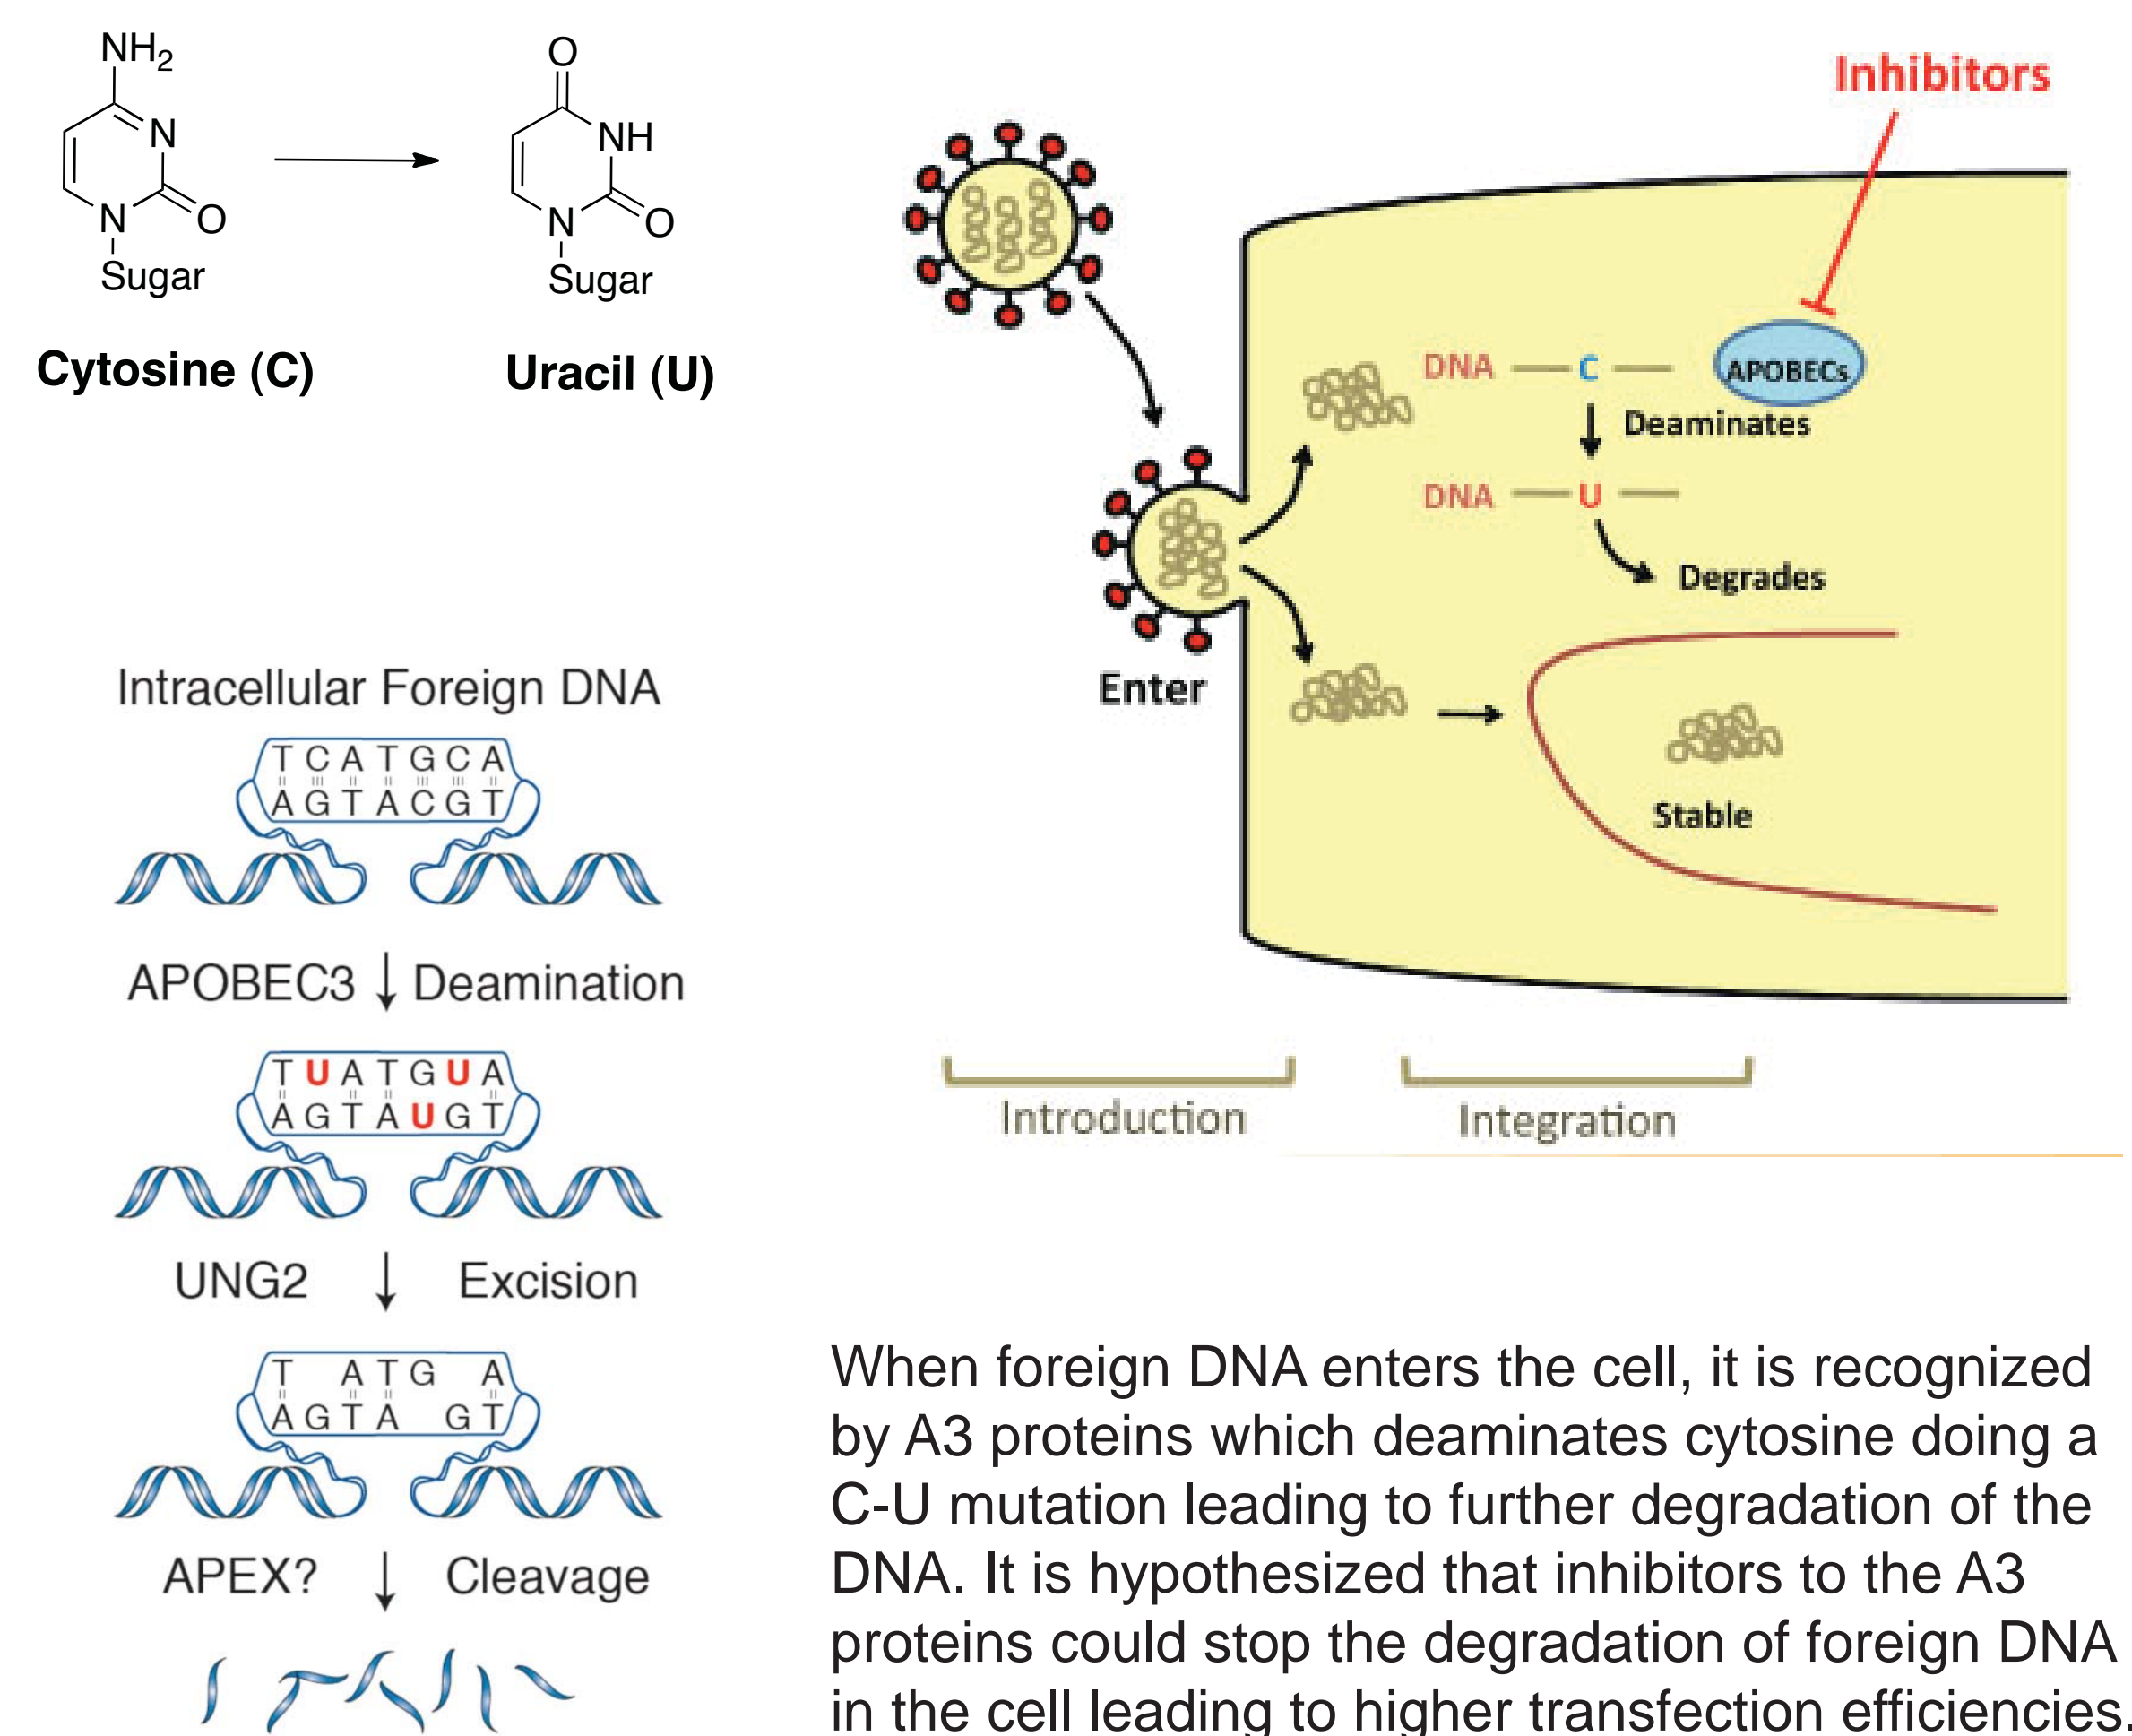 NH2
N
N
O
Sugar
Cytosine (C)
O
NH
N
O
Sugar
Uracil (U)
Intracellular Foreign DNA
T C A T G C A
A G T A C G T
APOBEC3 Deamination
T U A T G U A
A G T A U G T
UNG2 Excision
T A T G A
A G T A G T
APEX? Cleavage
Inhibitors
DNA C APOBECs
Deaminates
DNA U
Degrades
Enter
Stable
Introduction Integration
When foreign DNA enters the cell, it is recognized
by A3 proteins which deaminates cytosine doing a
C-U mutation leading to further degradation of the
DNA. It is hypothesized that inhibitors to the A3
proteins could stop the degradation of foreign DNA
in the cell leading to higher transfection efficiencies.